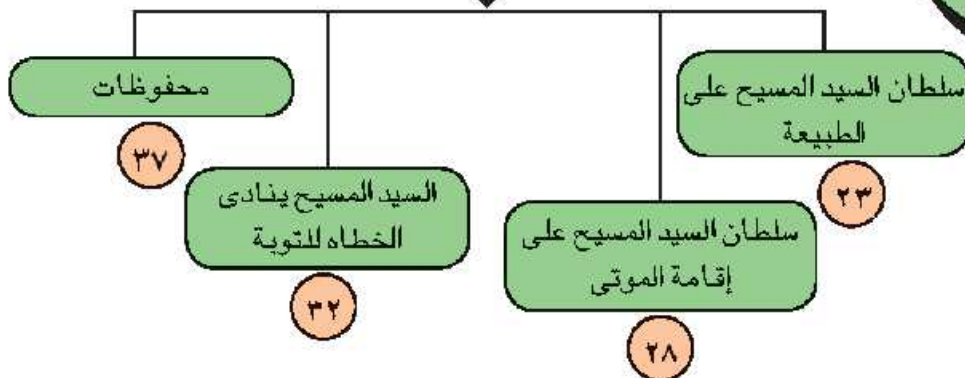 سلطان السيد المسيح على
الطبيعة
٢٣
سلطان السيد المسيح على
إقامة الموتى
٢٨
السيد المسيح ينادى
الخطاه للتوبة
٣٢
محفوظات
٣٧